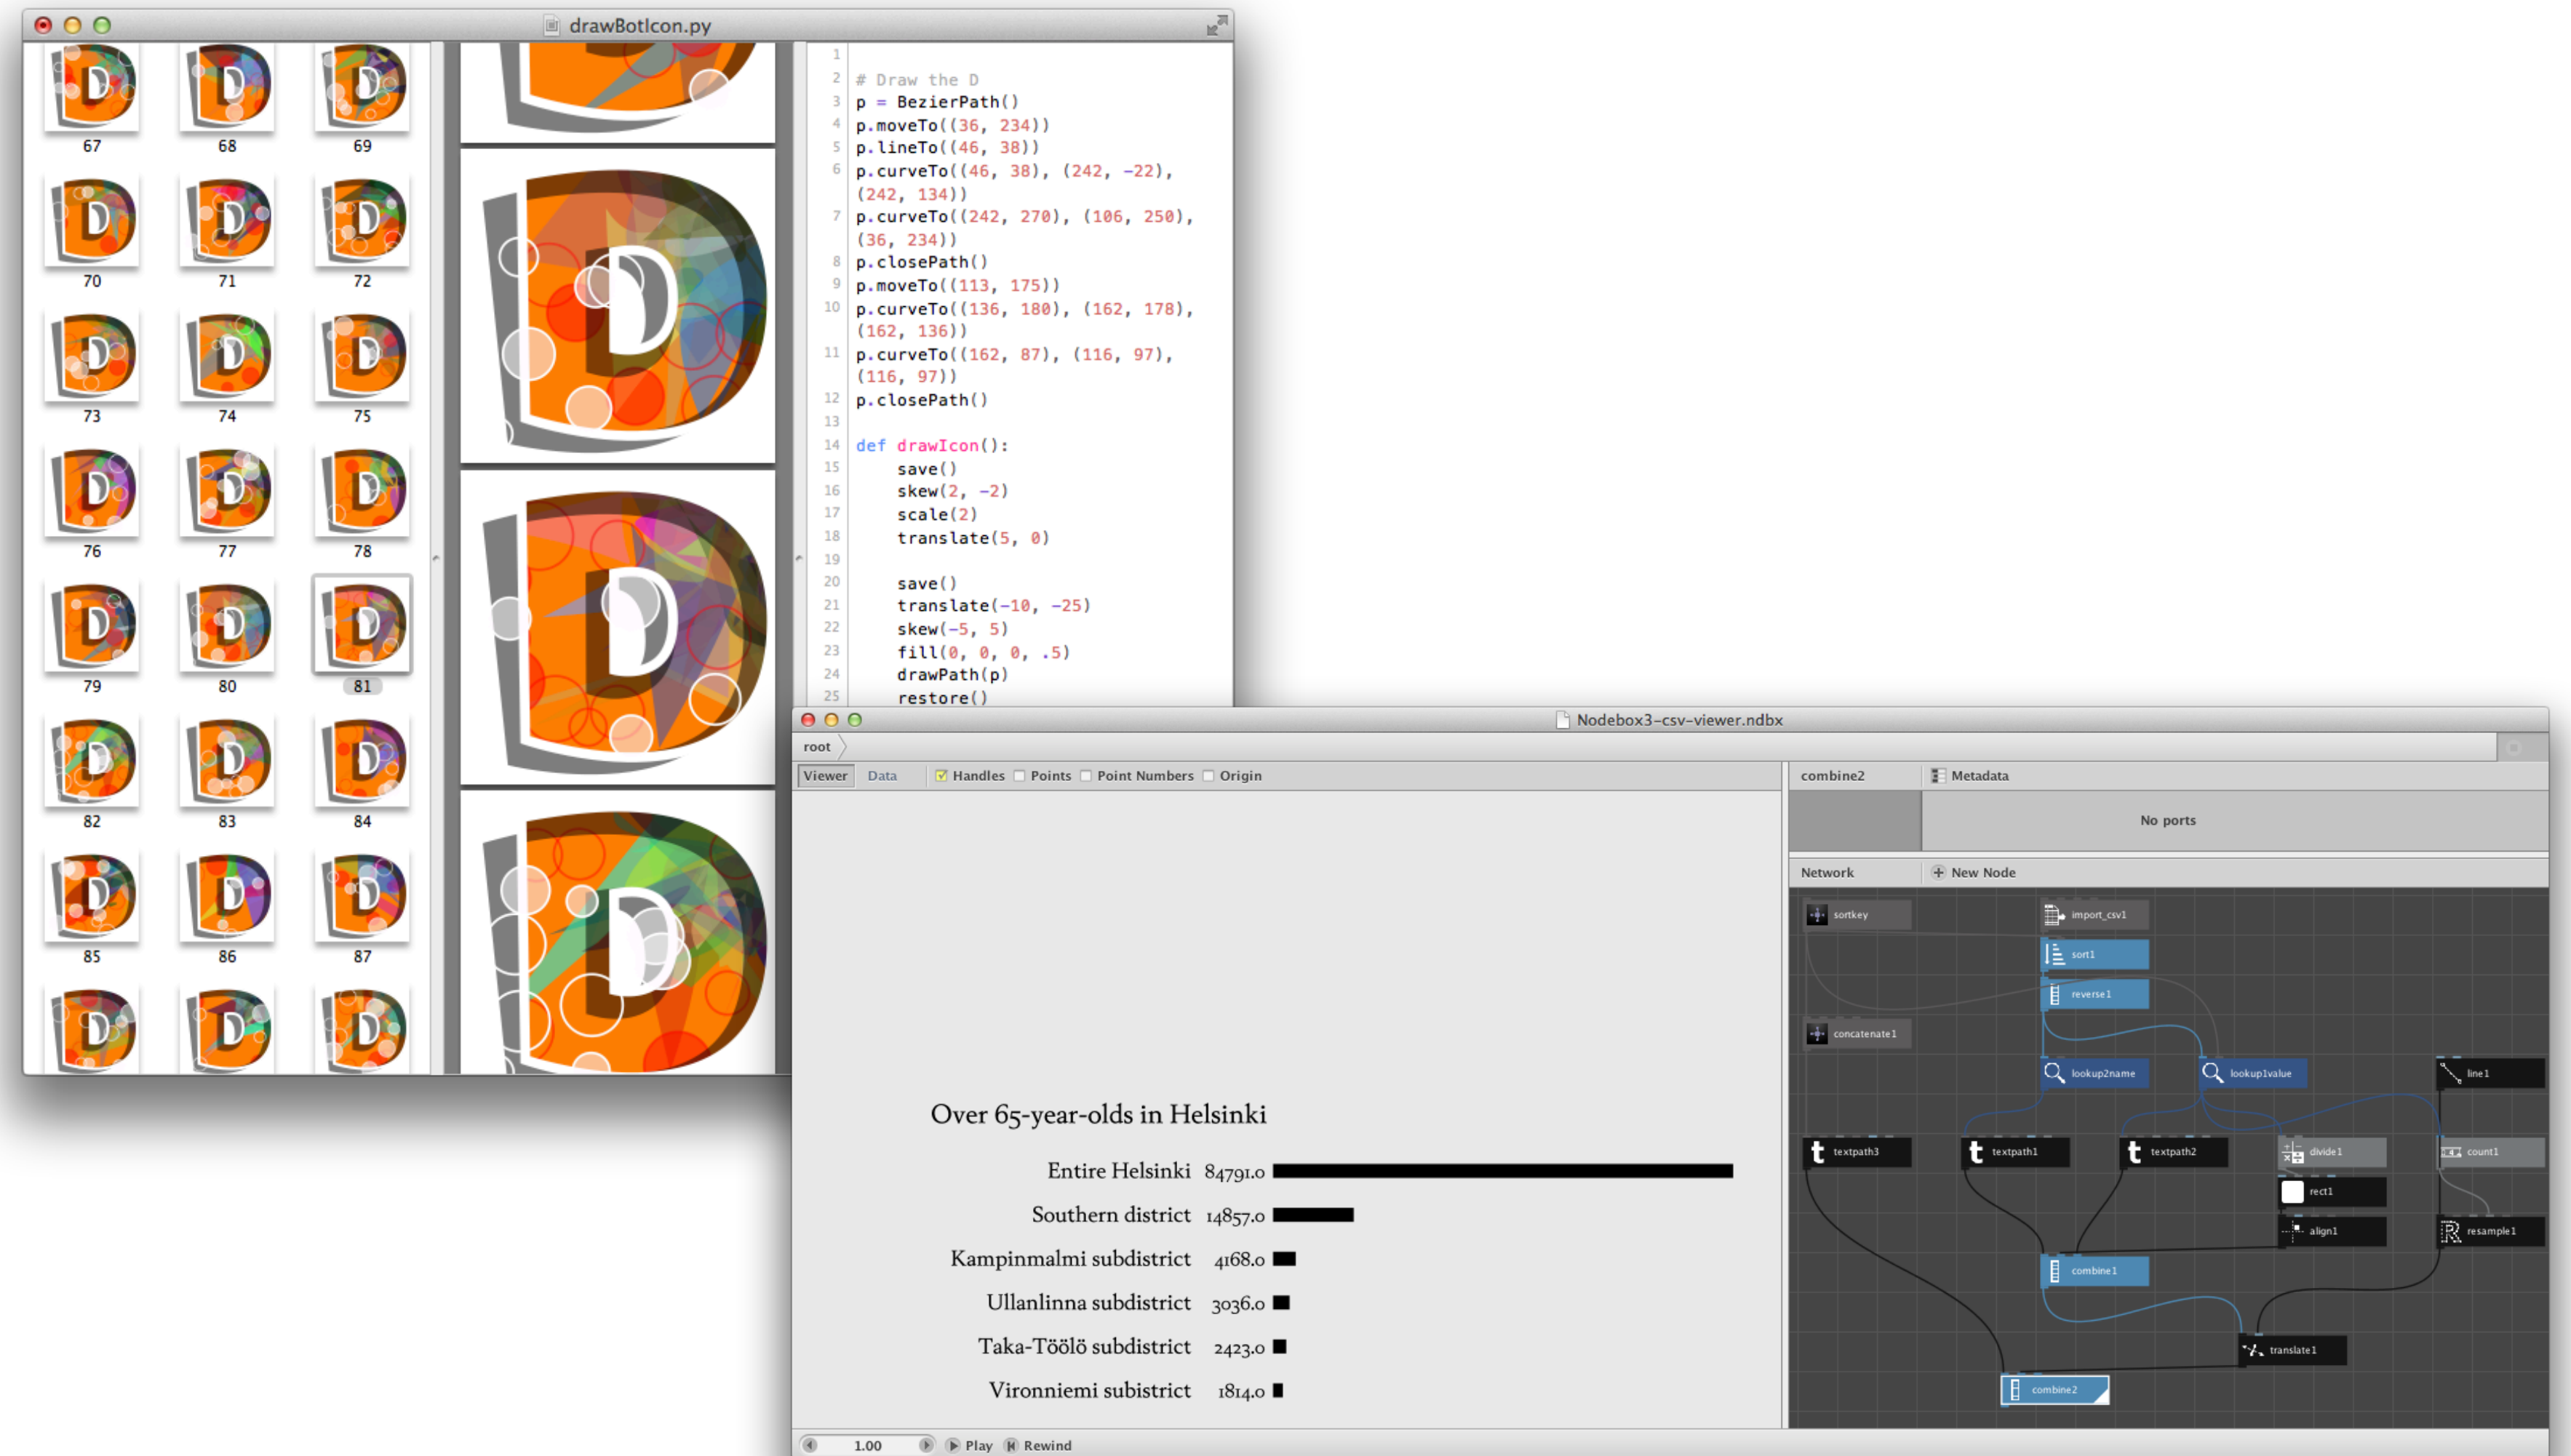 drawBotIcon.py
67 68 69
70 71 72
73 74 75
76 77 78
79 80 81
82 83 84
85 86 87
1
2 # Draw the D
3 p = BezierPath()
4 p.moveTo((36, 234))
5 p.lineTo((46, 38))
6 p.curveTo((46, 38), (242, -22),
(242, 134))
7 p.curveTo((242, 270), (106, 250),
(36, 234))
8 p.closePath()
9 p.moveTo((113, 175))
10 p.curveTo((136, 180), (162, 178),
(162, 136))
11 p.curveTo((162, 87), (116, 97),
(116, 97))
12 p.closePath()
13
14 def drawIcon():
15 save()
16 skew(2, -2)
17 scale(2)
18 translate(5, 0)
19
20 save()
21 translate(-10, -25)
22 skew(-5, 5)
23 fill(0, 0, 0, .5)
24 drawPath(p)
25 restore()
Nodebox3-csv-viewer.ndbx
root
Viewer Data Handles Points Point Numbers Origin
Over 65-year-olds in Helsinki
Entire Helsinki 84791.0
Southern district 14857.0
Kampinmalmi subdistrict 4168.0
Ullanlinna subdistrict 3036.0
Taka-Töölö subdistrict 2423.0
Vironniemi subistrict 1814.0
1.00 Play Rewind
combine2 Metadata
No ports
Network New Node
sortkey import_csv1
sort1
reverse1
concatenate1
lookup2name lookup1value line1
textpath3 textpath1 textpath2 divide1 count1
rect1
align1 resample1
combine1
translate1
combine2